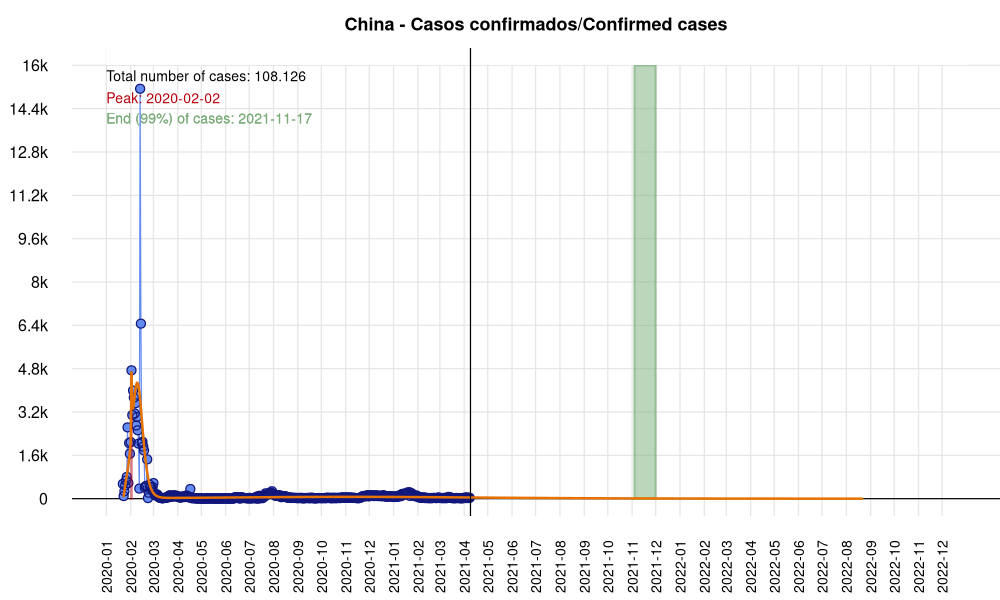 China - Casos confirmados/Confirmed cases
16k
Total number of cases: 108.126
Peak: 2020-02-02
14.4k
End (99%) of cases: 2021-11-17
12.8k
11.2k
9.6k
8k
6.4k
4.8k
3.2k
1.6k
0
2020-01
2020-02
2020-03
2020-04
2020-05
2020-06
2020-07
2020-08
2020-09
2020-10
2020-11
2020-12
2021-01
2021-03
2021-03
2021-04
2021-05
2021-06
2021-07
2021-08
2021-09
2021-10
2021-11
2021-12
2022-01
2022-02
2022-03
2022-04
2022-05
2022-06
2022-07
2022-08
2022-09
2022-10
2022-11
2022-12